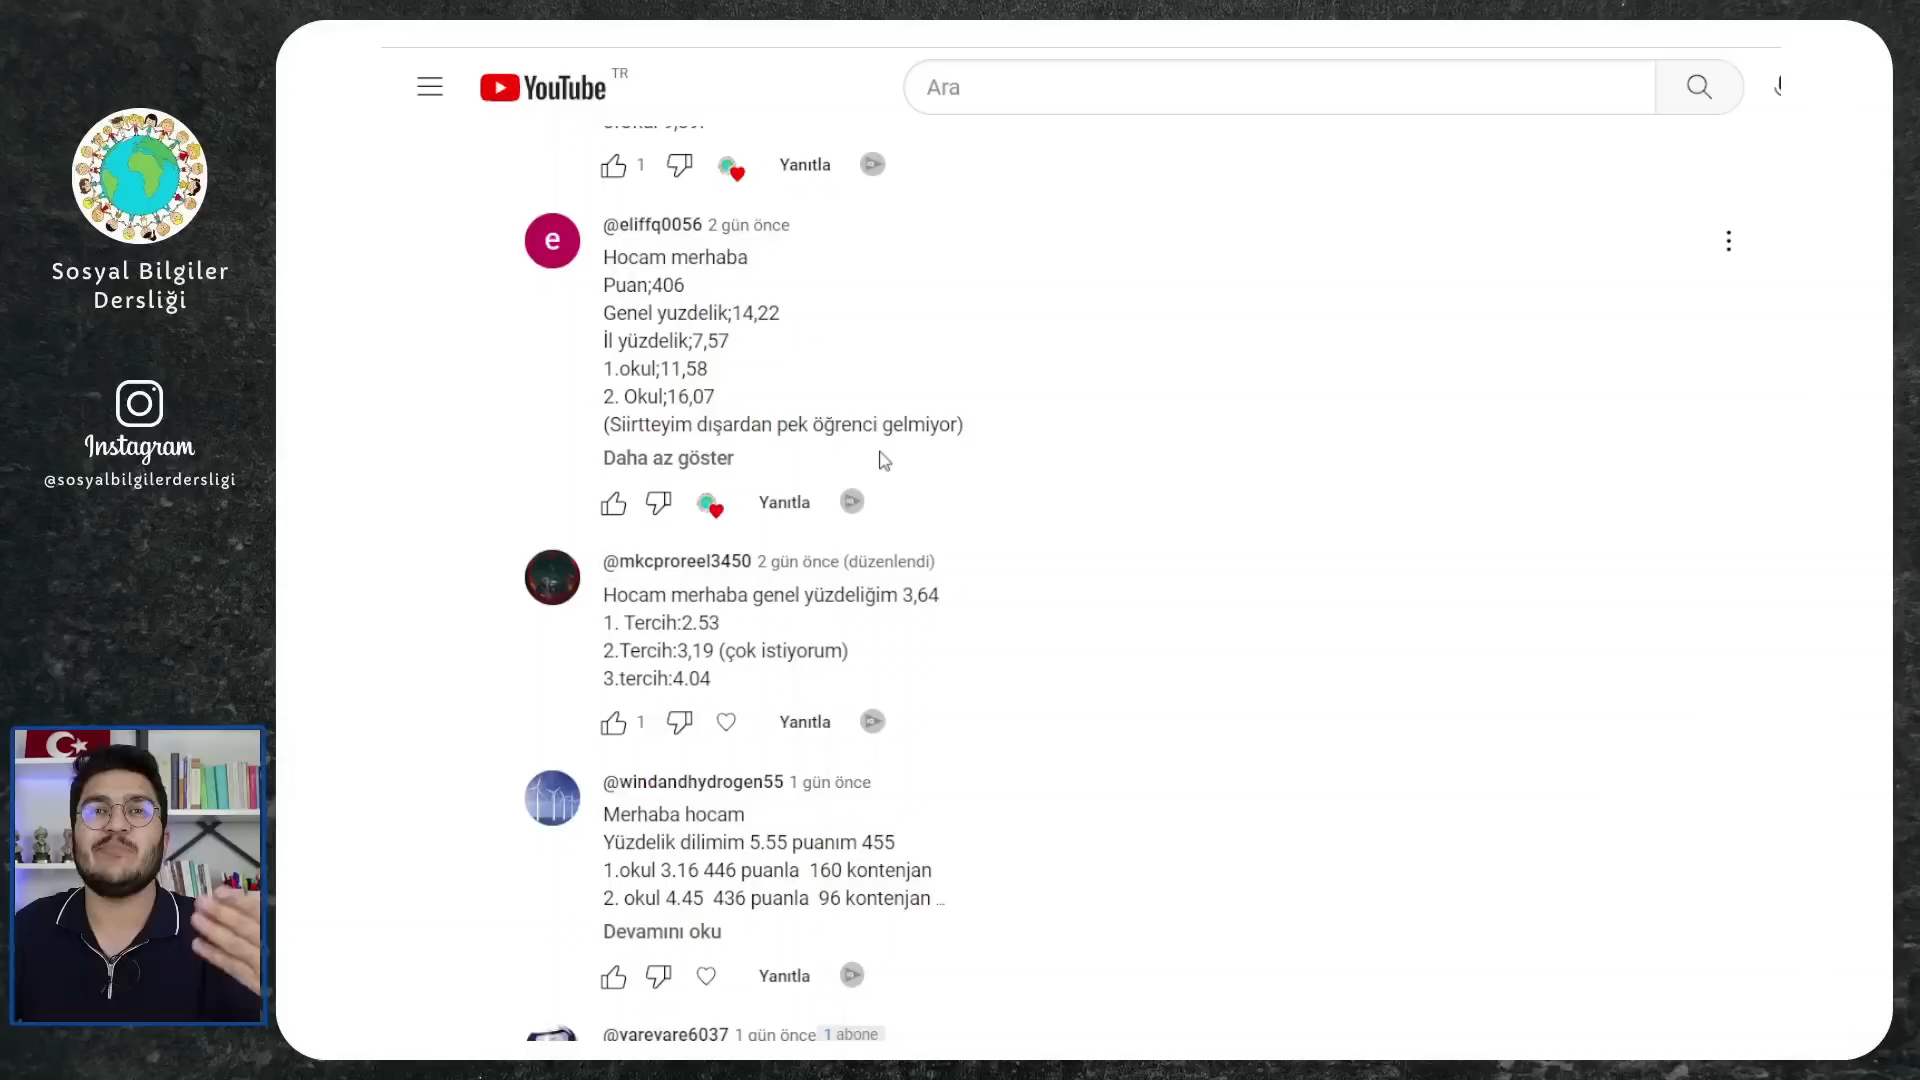 YouTube TR
Ara
1
Yanıtla
Sosyal Bilgiler
Dersliği
Instagram
@sosyalbilgilerdersligi
e
@eliffq0056 2 gün önce
Hocam merhaba
Puan;406
Genel yuzdelik;14,22
İl yüzdelik;7,57
1.okul;11,58
2. Okul;16,07
(Siirtteyim dışardan pek öğrenci gelmiyor)
Daha az göster
Yanıtla
@mkcproreel3450 2 gün önce (düzenlendi)
Hocam merhaba genel yüzdeliğim 3,64
1. Tercih:2.53
2.Tercih:3,19 (çok istiyorum)
3.tercih:4.04
1
Yanıtla
@windandhydrogen55 1 gün önce
Merhaba hocam
Yüzdelik dilimim 5.55 puanım 455
1.okul 3.16 446 puanla 160 kontenjan
2. okul 4.45 436 puanla 96 kontenjan ...
Devamını oku
Yanıtla
@yareyare6037 1 gün önce 1 abone